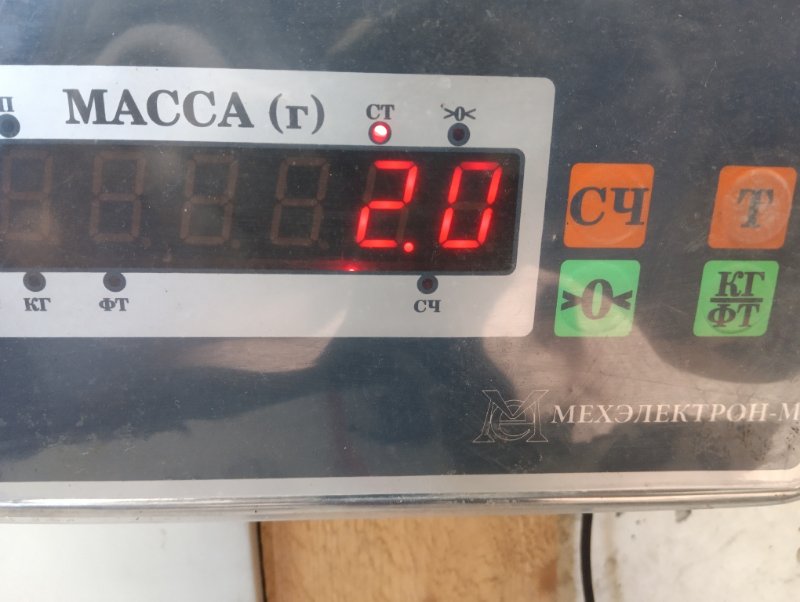 П МАССА (г) СТ >0<
2.0
КГ ФТ СЧ
СЧ Т
>0< КГ/ФТ
МЕХЭЛЕКТРОН-М